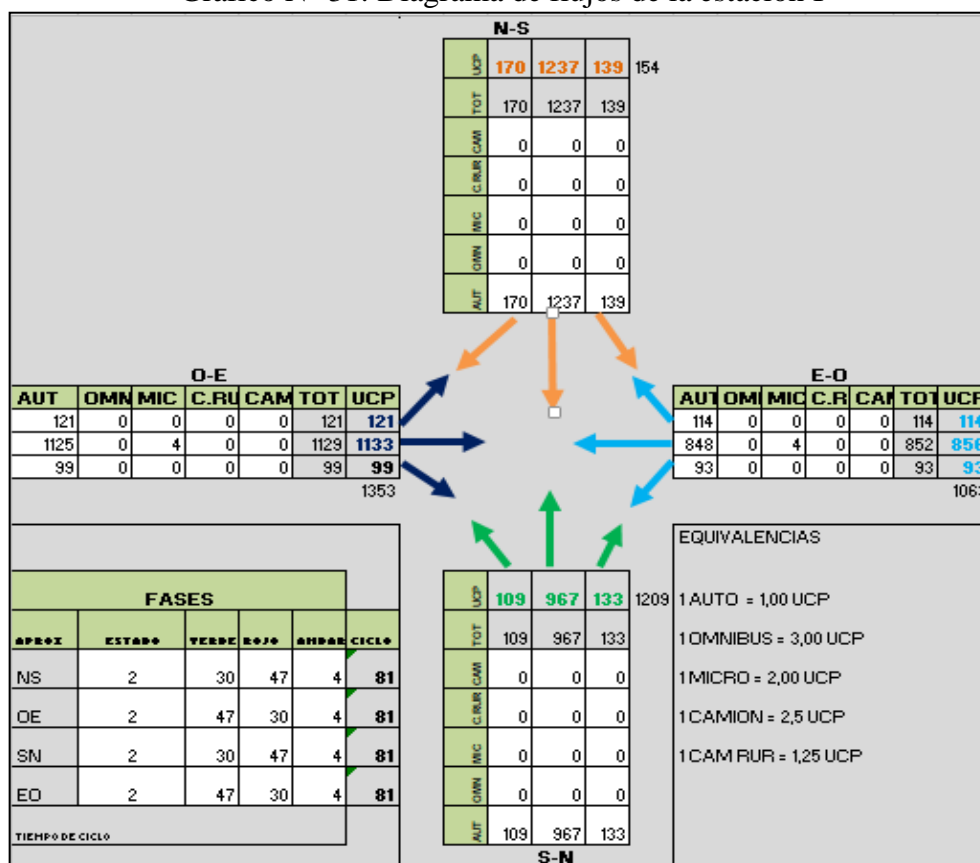 N-S
UCP 170 1237 139 154
TOT 170 1237 139
CAM 0 0 0
C.RUR 0 0 0
MIC 0 0 0
OMN 0 0 0
AUT 170 1237 139
O-E
AUT OMN MIC C.RU CAM TOT UCP
121 0 0 0 0 121 121
1125 0 4 0 0 1129 1133
99 0 0 0 0 99 99
1353
E-O
AUT OMI MIC C.R CAI TOT UCP
114 0 0 0 0 114 114
848 0 4 0 0 852 856
93 0 0 0 0 93 93
1063
FASES
APROX ESTADO VERDE ROJO AMBAR CICLO
NS 2 30 47 4 81
OE 2 47 30 4 81
SN 2 30 47 4 81
EO 2 47 30 4 81
TIEMPO DE CICLO
UCP 109 967 133 1209
TOT 109 967 133
CAM 0 0 0
C.RUR 0 0 0
MIC 0 0 0
OMN 0 0 0
AUT 109 967 133
S-N
EQUIVALENCIAS
1 AUTO = 1,00 UCP
1 OMNIBUS = 3,00 UCP
1 MICRO = 2,00 UCP
1 CAMION = 2,5 UCP
1 CAM RUR = 1,25 UCP